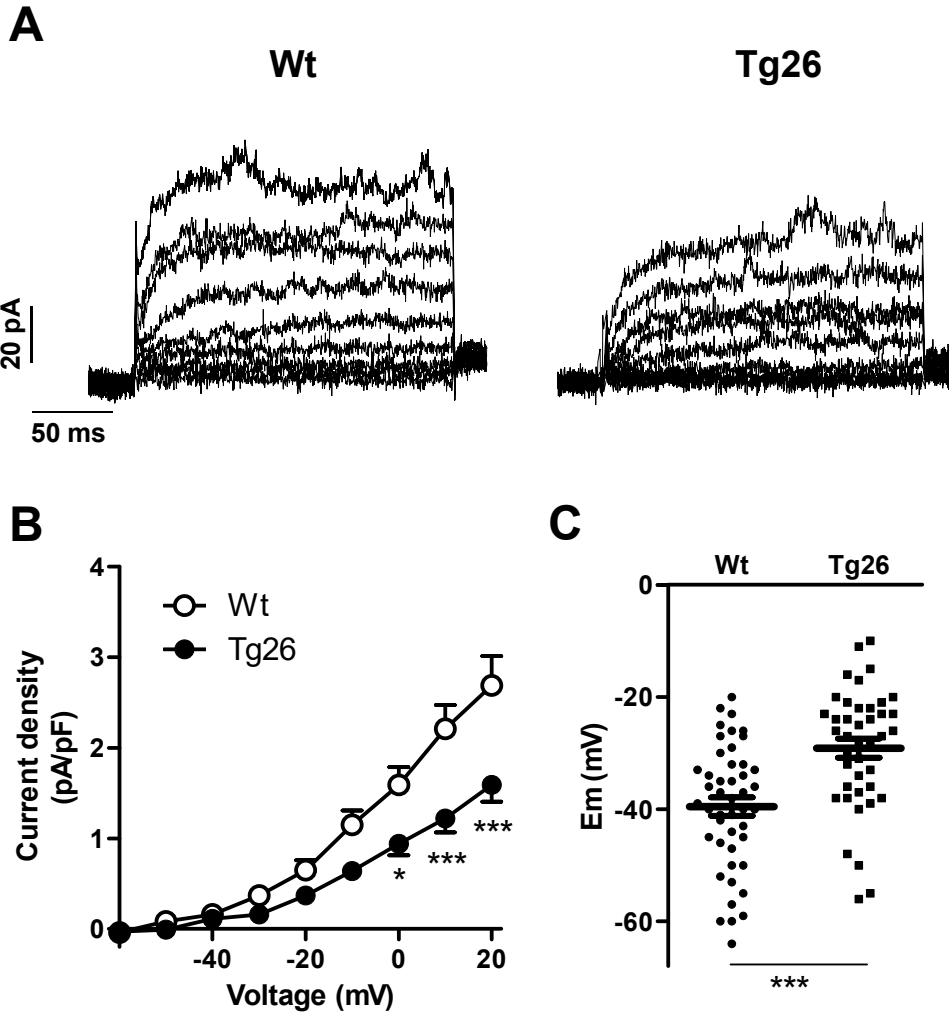 A
Wt
Tg26
20 pA
50 ms
B
4
3
2
1
0
Current density
(pA/pF)
Wt
Tg26
*
***
***
-40
-20
0
20
Voltage (mV)
C
Wt
Tg26
0
-20
-40
-60
Em (mV)
***